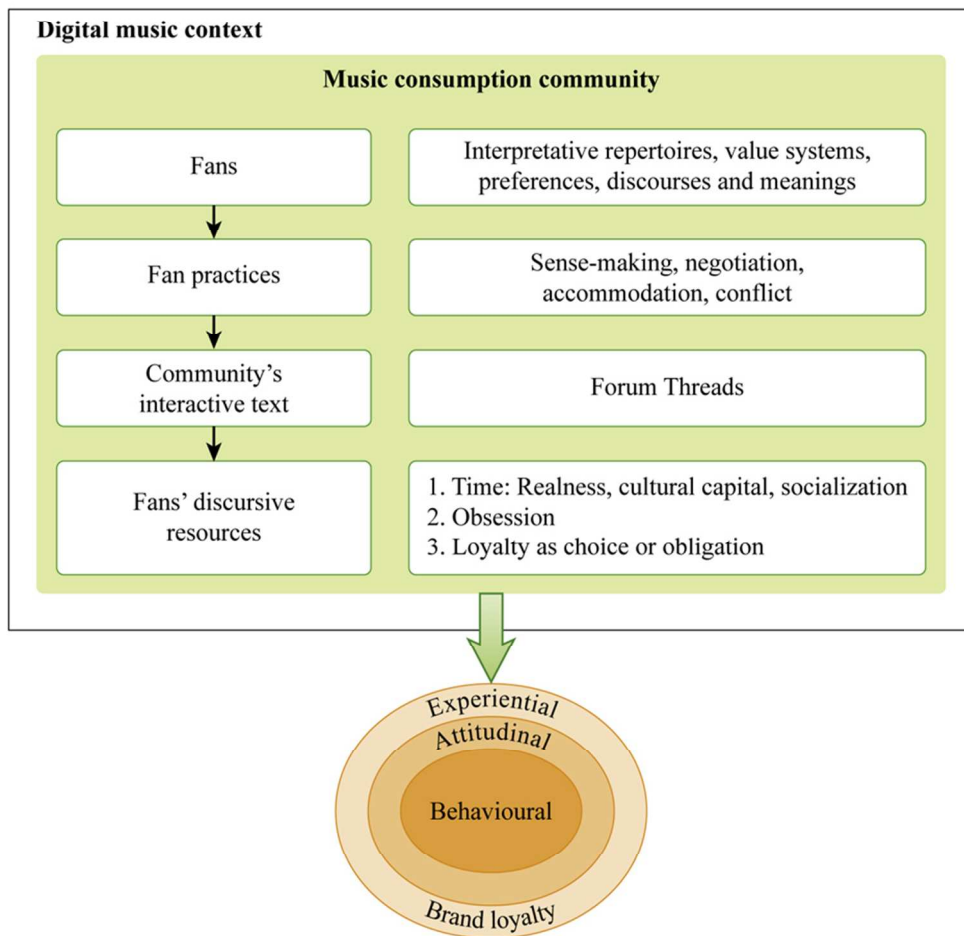 Digital music context
Music consumption community
Fans
Interpretative repertoires, value systems,
preferences, discourses and meanings
Fan practices
Sense-making, negotiation,
accommodation, conflict
Community’s
interactive text
Forum Threads
Fans’ discursive
resources
1. Time: Realness, cultural capital, socialization
2. Obsession
3. Loyalty as choice or obligation
Experiential
Attitudinal
Behavioural
Brand loyalty